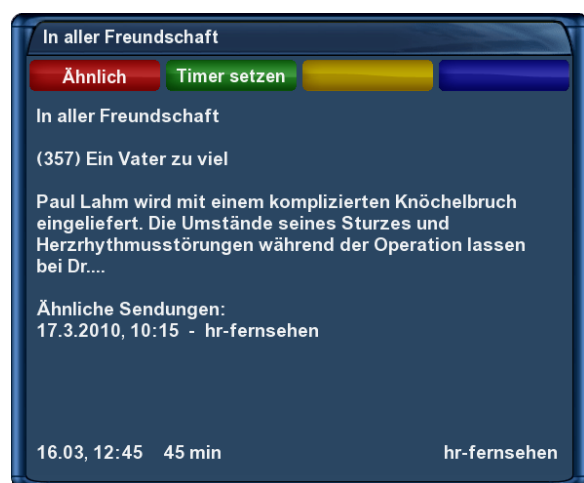 In aller Freundschaft
Ähnlich Timer setzen
In aller Freundschaft
(357) Ein Vater zu viel
Paul Lahm wird mit einem komplizierten Knöchelbruch
eingeliefert. Die Umstände seines Sturzes und
Herzrhythmusstörungen während der Operation lassen
bei Dr....
Ähnliche Sendungen:
17.3.2010, 10:15 - hr-fernsehen
16.03, 12:45 45 min hr-fernsehen